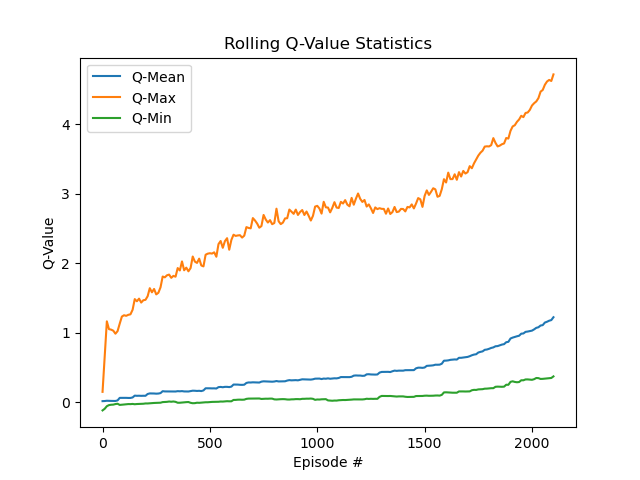 Rolling Q-Value Statistics
Q-Mean
Q-Max
Q-Min
Q-Value
4
3
2
1
0
0 500 1000 1500 2000
Episode #